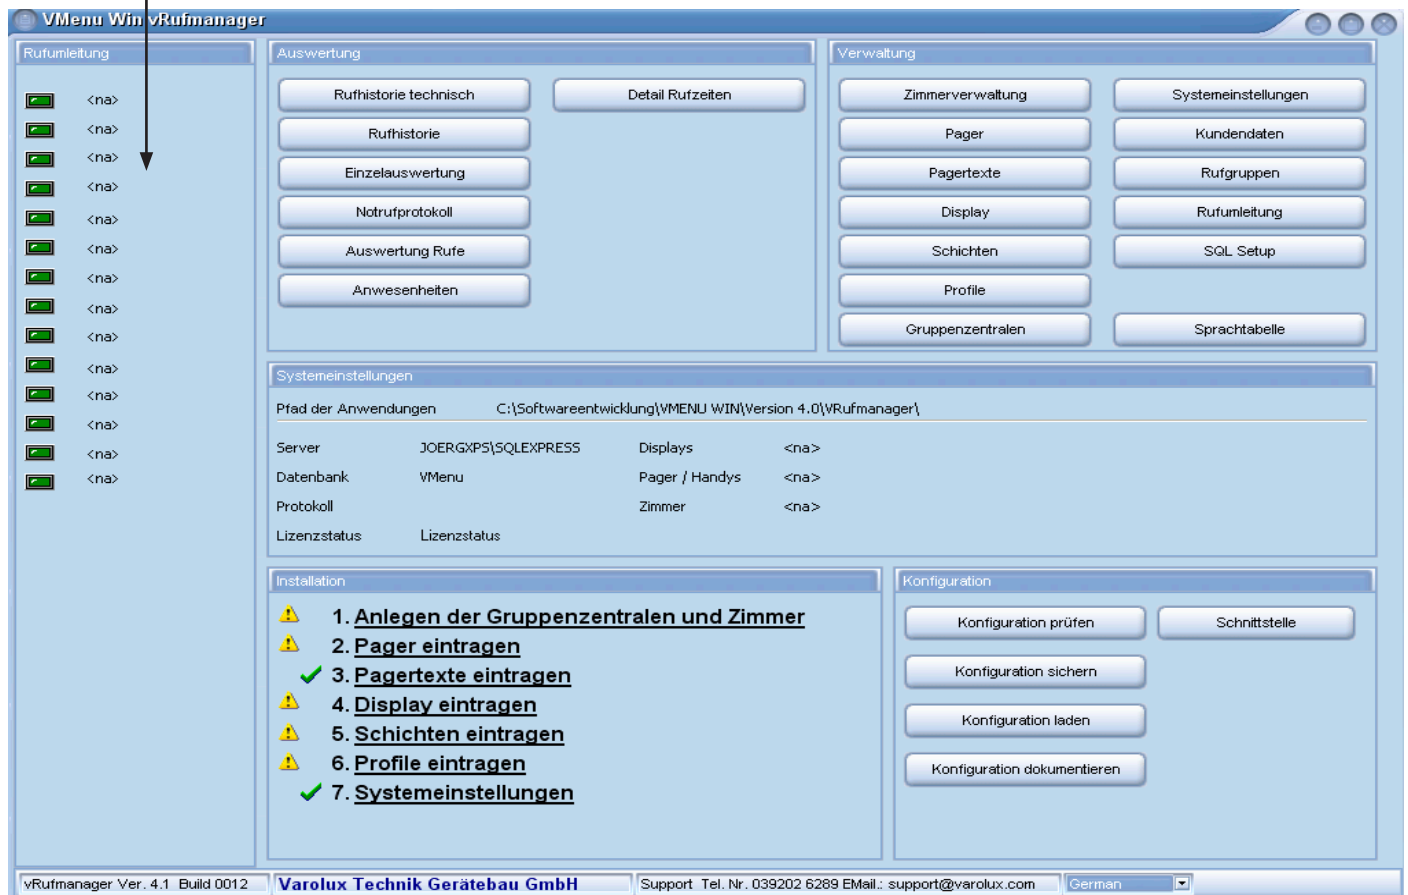 VMenu Win vRufmanager
Rufumleitung
<na>
<na>
<na>
<na>
<na>
<na>
<na>
<na>
<na>
<na>
<na>
<na>
<na>
<na>
Auswertung
Rufhistorie technisch
Detail Rufzeiten
Rufhistorie
Einzelauswertung
Notrufprotokoll
Auswertung Rufe
Anwesenheiten
Verwaltung
Zimmerverwaltung
Systemeinstellungen
Pager
Kundendaten
Pagertexte
Rufgruppen
Display
Rufumleitung
Schichten
SQL Setup
Profile
Gruppenzentralen
Sprachtabelle
Systemeinstellungen
Pfad der Anwendungen C:\Softwareentwicklung\VMENU WIN\Version 4.0\VRufmanager\
Server JOERGXPS\SQLEXPRESS Displays <na>
Datenbank VMenu Pager / Handys <na>
Protokoll Zimmer <na>
Lizenzstatus Lizenzstatus
Installation
1. Anlegen der Gruppenzentralen und Zimmer
2. Pager eintragen
3. Pagertexte eintragen
4. Display eintragen
5. Schichten eintragen
6. Profile eintragen
7. Systemeinstellungen
Konfiguration
Konfiguration prüfen
Schnittstelle
Konfiguration sichern
Konfiguration laden
Konfiguration dokumentieren
vRufmanager Ver. 4.1 Build 0012
Varolux Technik Gerätebau GmbH
Support Tel. Nr. 039202 6289 EMail.: support@varolux.com
German